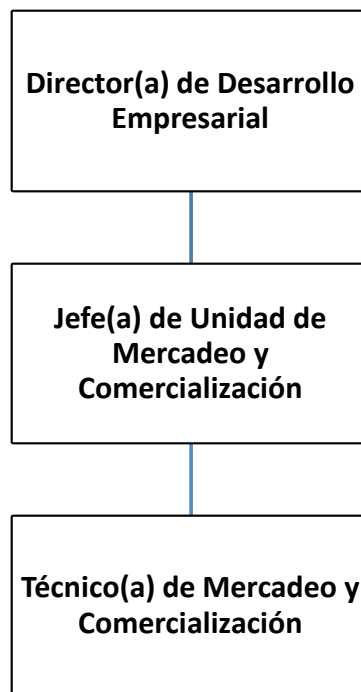 Director(a) de Desarrollo
Empresarial
Jefe(a) de Unidad de
Mercadeo y
Comercialización
Técnico(a) de Mercadeo y
Comercialización